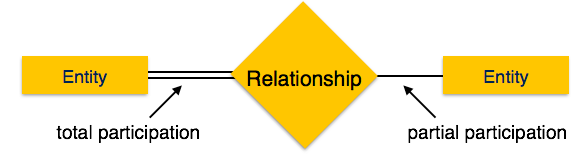 Entity
Relationship
Entity
total participation
partial participation